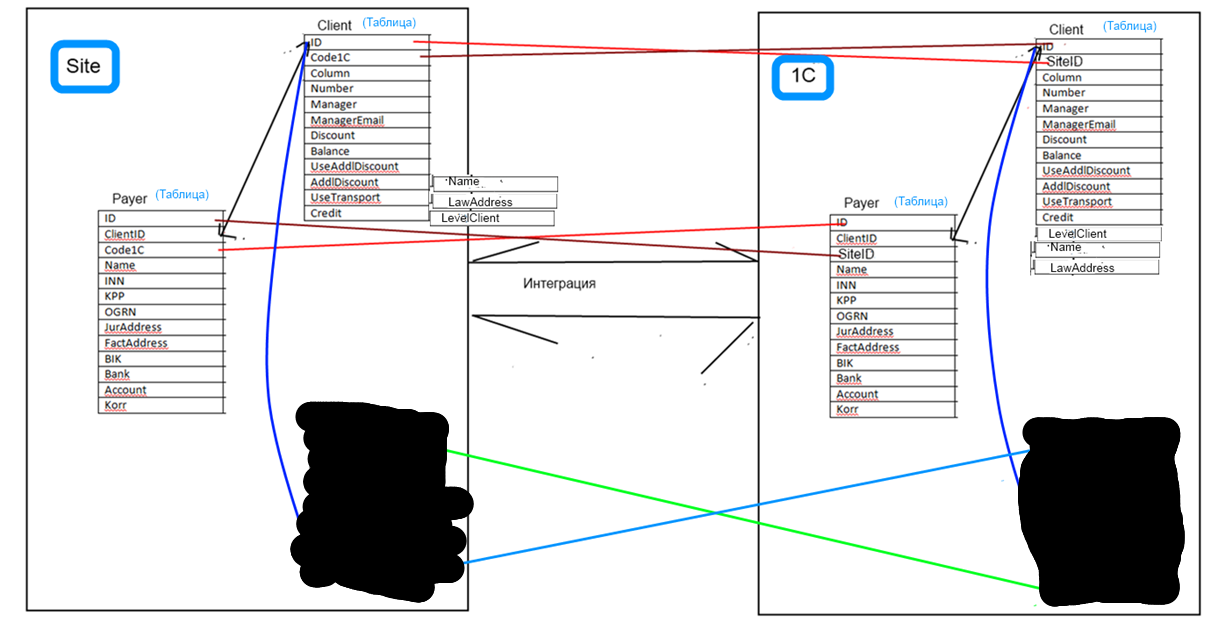 Site
Client (Таблица)
ID
Code1C
Column
Number
Manager
ManagerEmail
Discount
Balance
UseAddlDiscount
AddlDiscount
UseTransport
Credit
Name
LawAddress
LevelClient
Payer (Таблица)
ID
ClientID
Code1C
Name
INN
KPP
OGRN
JurAddress
FactAddress
BIK
Bank
Account
Korr
Интеграция
1C
Client (Таблица)
ID
SiteID
Column
Number
Manager
ManagerEmail
Discount
Balance
UseAddlDiscount
AddlDiscount
UseTransport
Credit
LevelClient
Name
LawAddress
Payer (Таблица)
ID
ClientID
SiteID
Name
INN
KPP
OGRN
JurAddress
FactAddress
BIK
Bank
Account
Korr